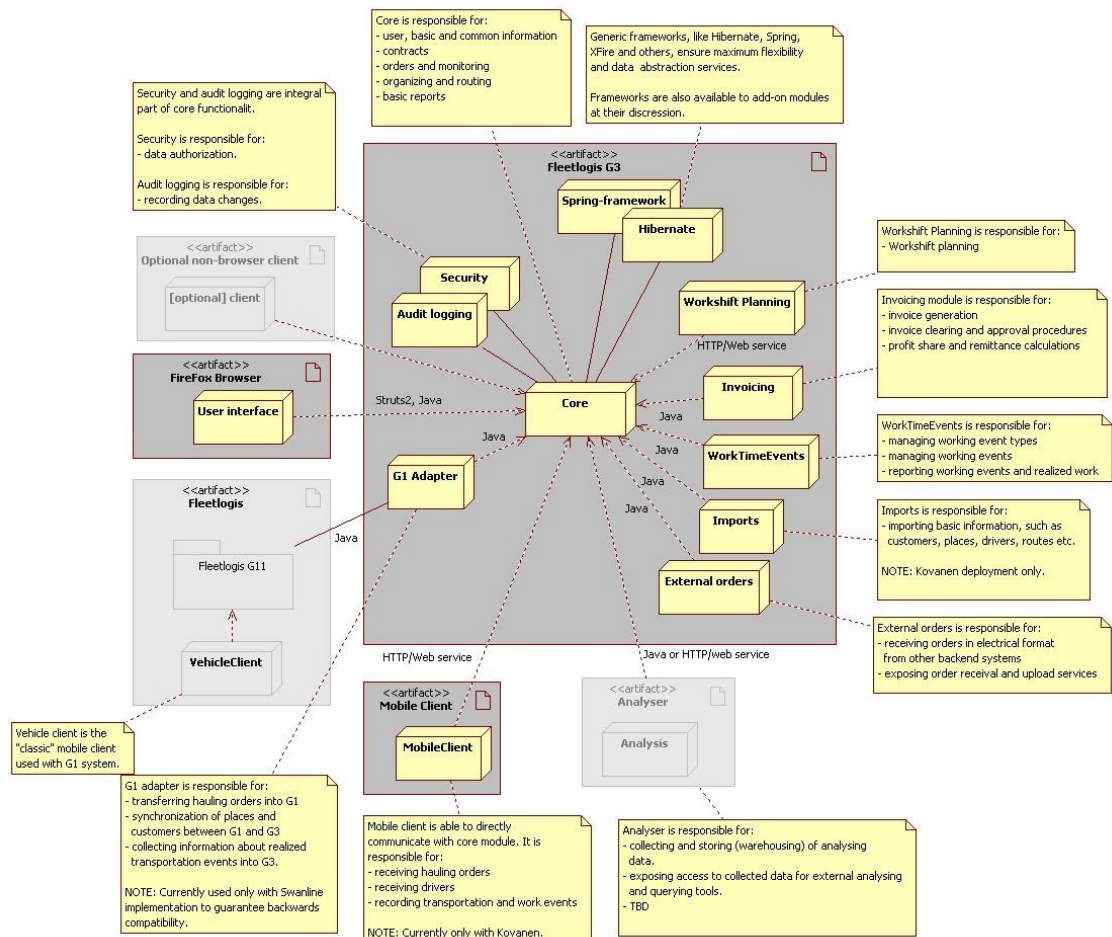 Core is responsible for:
- user, basic and common information
- contracts
- orders and monitoring
- organizing and routing
- basic reports
Generic frameworks, like Hibernate, Spring,
XFire and others, ensure maximum flexibility
and data abstraction services.
Frameworks are also available to add-on modules
at their discression.
Security and audit logging are integral
part of core functionalit.
Security is responsible for:
- data authorization.
Audit logging is responsible for:
- recording data changes.
<<artifact>>
Fleetlogis G3
Spring-framework
Hibernate
Security
Audit logging
Workshift Planning
HTTP/Web service
Workshift Planning is responsible for:
- Workshift planning
<<artifact>>
Optional non-browser client
[optional] client
Invoicing module is responsible for:
- invoice generation
- invoice clearing and approval procedures
- profit share and remittance calculations
<<artifact>>
FireFox Browser
User interface
Struts2, Java
Core
Invoicing
Java
Java
WorkTimeEvents
Java
WorkTimeEvents is responsible for:
- managing working event types
- managing working events
- reporting working events and realized work
G1 Adapter
<<artifact>>
Fleetlogis
Java
Fleetlogis G11
VehicleClient
Imports
Java
Imports is responsible for:
- importing basic information, such as
customers, places, drivers, routes etc.
NOTE: Kovanen deployment only.
External orders
External orders is responsible for:
- receiving orders in electrical format
from other backend systems
- exposing order receival and upload services
HTTP/Web service
Java or HTTP/web service
<<artifact>>
Mobile Client
MobileClient
<<artifact>>
Analyser
Analysis
Vehicle client is the
"classic" mobile client
used with G1 system.
G1 adapter is responsible for:
- transferring hauling orders into G1
- synchronization of places and
customers between G1 and G3
- collecting information about realized
transportation events into G3.
NOTE: Currently used only with Swanline
implementation to guarantee backwards
compatibility.
Mobile client is able to directly
communicate with core module. It is
responsible for:
- receiving hauling orders
- receiving drivers
- recording transportation and work events
NOTE: Currently only with Kovanen.
Analyser is responsible for:
- collecting and storing (warehousing) of analysing
data.
- exposing access to collected data for external analysing
and querying tools.
- TBD